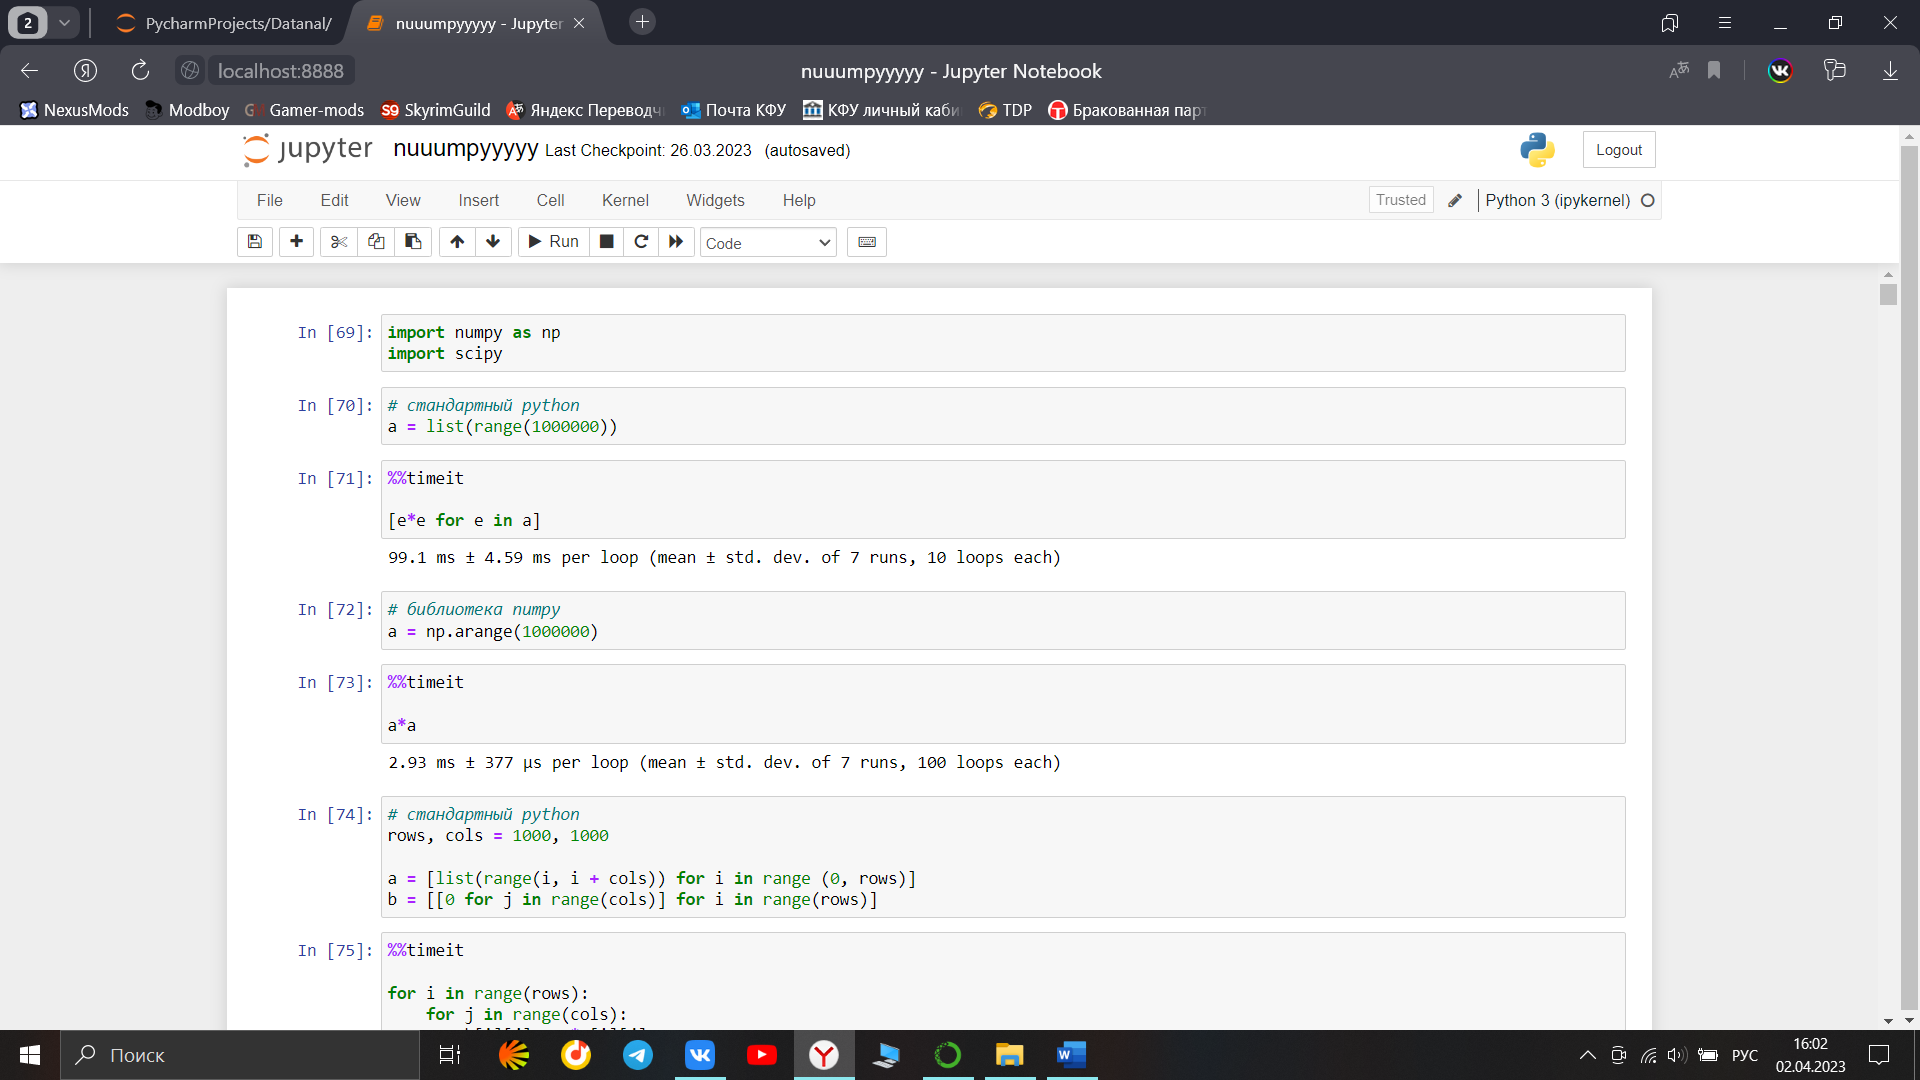 2
PycharmProjects/Datanal/
nuuumpyyyyy - Jupyter
localhost:8888
nuuumpyyyyy - Jupyter Notebook
NexusMods Modboy Gamer-mods S9 SkyrimGuild Яндекс Переводч Почта КФУ КФУ личный каби TDP Бракованная парт
jupyter nuuumpyyyyy Last Checkpoint: 26.03.2023 (autosaved)
Logout
File Edit View Insert Cell Kernel Widgets Help
Trusted Python 3 (ipykernel)
Run Code
In [69]: import numpy as np
import scipy
In [70]: # стандартный python
a = list(range(1000000))
In [71]: %%timeit
[e*e for e in a]
99.1 ms ± 4.59 ms per loop (mean ± std. dev. of 7 runs, 10 loops each)
In [72]: # библиотека numpy
a = np.arange(1000000)
In [73]: %%timeit
a*a
2.93 ms ± 377 µs per loop (mean ± std. dev. of 7 runs, 100 loops each)
In [74]: # стандартный python
rows, cols = 1000, 1000
a = [list(range(i, i + cols)) for i in range (0, rows)]
b = [[0 for j in range(cols)] for i in range(rows)]
In [75]: %%timeit
for i in range(rows):
for j in range(cols):
Поиск
РУС
16:02
02.04.2023